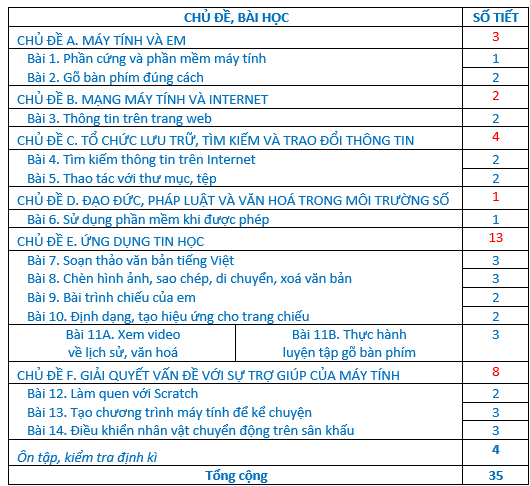 CHỦ ĐỀ, BÀI HỌC SỐ TIẾT
CHỦ ĐỀ A. MÁY TÍNH VÀ EM 3
Bài 1. Phần cứng và phần mềm máy tính 1
Bài 2. Gõ bàn phím đúng cách 2
CHỦ ĐỀ B. MẠNG MÁY TÍNH VÀ INTERNET 2
Bài 3. Thông tin trên trang web 2
CHỦ ĐỀ C. TỔ CHỨC LƯU TRỮ, TÌM KIẾM VÀ TRAO ĐỔI THÔNG TIN 4
Bài 4. Tìm kiếm thông tin trên Internet 2
Bài 5. Thao tác với thư mục, tệp 2
CHỦ ĐỀ D. ĐẠO ĐỨC, PHÁP LUẬT VÀ VĂN HOÁ TRONG MÔI TRƯỜNG SỐ 1
Bài 6. Sử dụng phần mềm khi được phép 1
CHỦ ĐỀ E. ỨNG DỤNG TIN HỌC 13
Bài 7. Soạn thảo văn bản tiếng Việt 3
Bài 8. Chèn hình ảnh, sao chép, di chuyển, xoá văn bản 3
Bài 9. Bài trình chiếu của em 2
Bài 10. Định dạng, tạo hiệu ứng cho trang chiếu 2
Bài 11A. Xem video Bài 11B. Thực hành 3
về lịch sử, văn hoá luyện tập gõ bàn phím
CHỦ ĐỀ F. GIẢI QUYẾT VẤN ĐỀ VỚI SỰ TRỢ GIÚP CỦA MÁY TÍNH 8
Bài 12. Làm quen với Scratch 2
Bài 13. Tạo chương trình máy tính để kể chuyện 3
Bài 14. Điều khiển nhân vật chuyển động trên sân khấu 3
Ôn tập, kiểm tra định kì 4
Tổng cộng 35